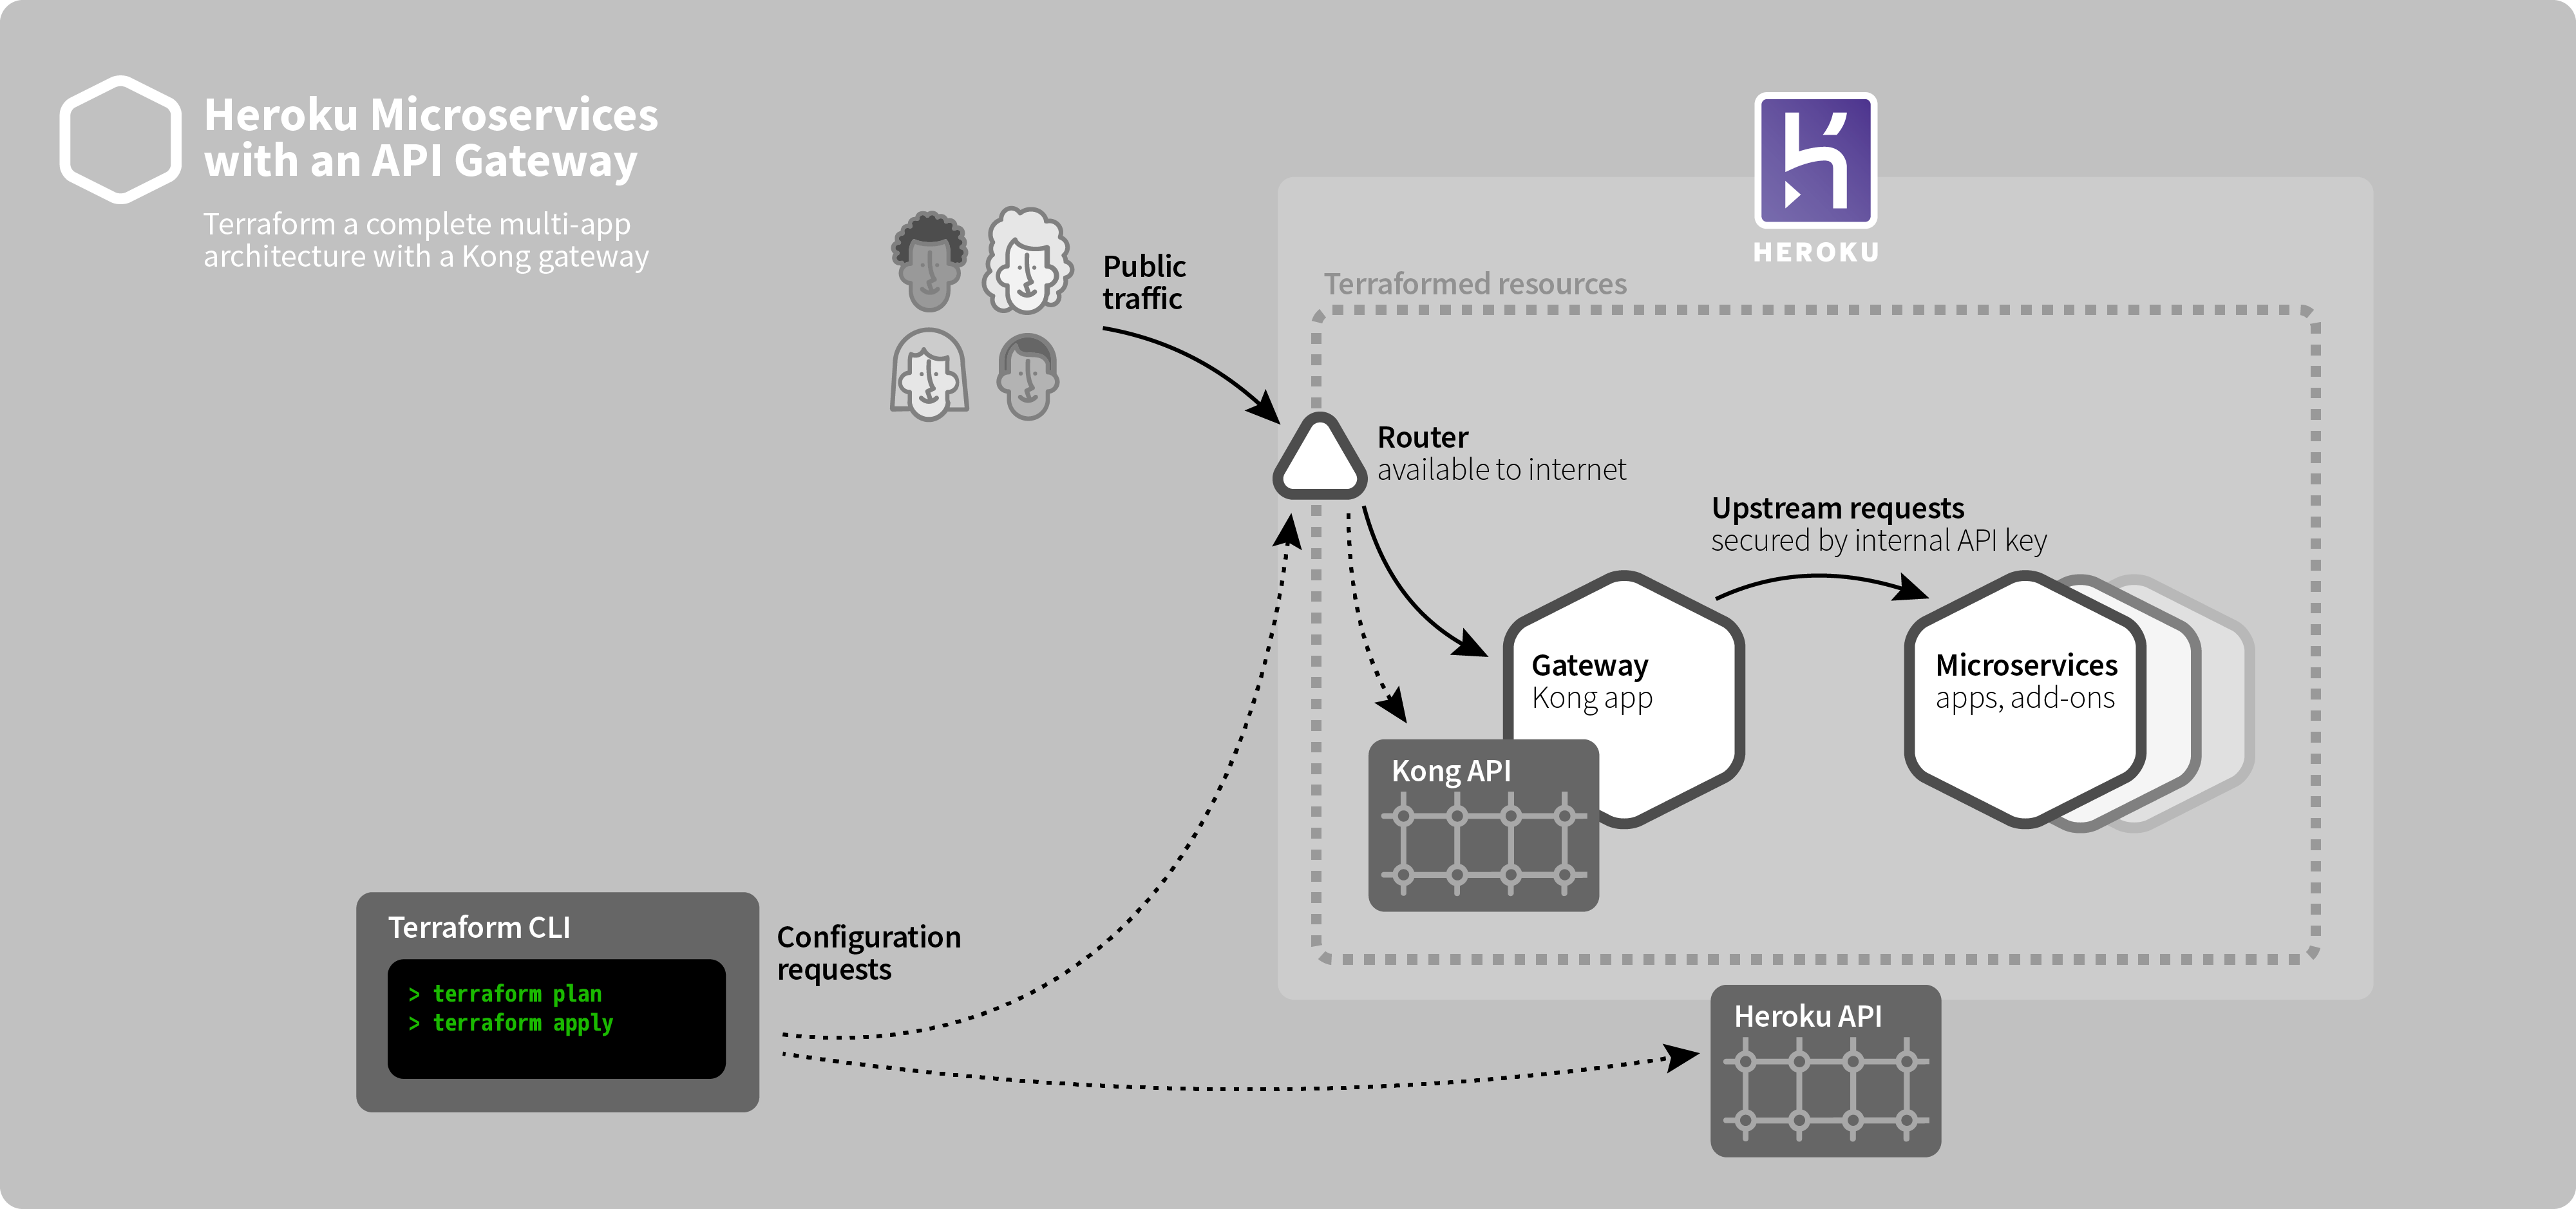 Heroku Microservices
with an API Gateway
Terraform a complete multi-app
architecture with a Kong gateway
HEROKU
Public
traffic
Terraformed resources
Router
available to internet
Upstream requests
secured by internal API key
Gateway
Kong app
Microservices
apps, add-ons
Kong API
Terraform CLI
> terraform plan
> terraform apply
Configuration
requests
Heroku API